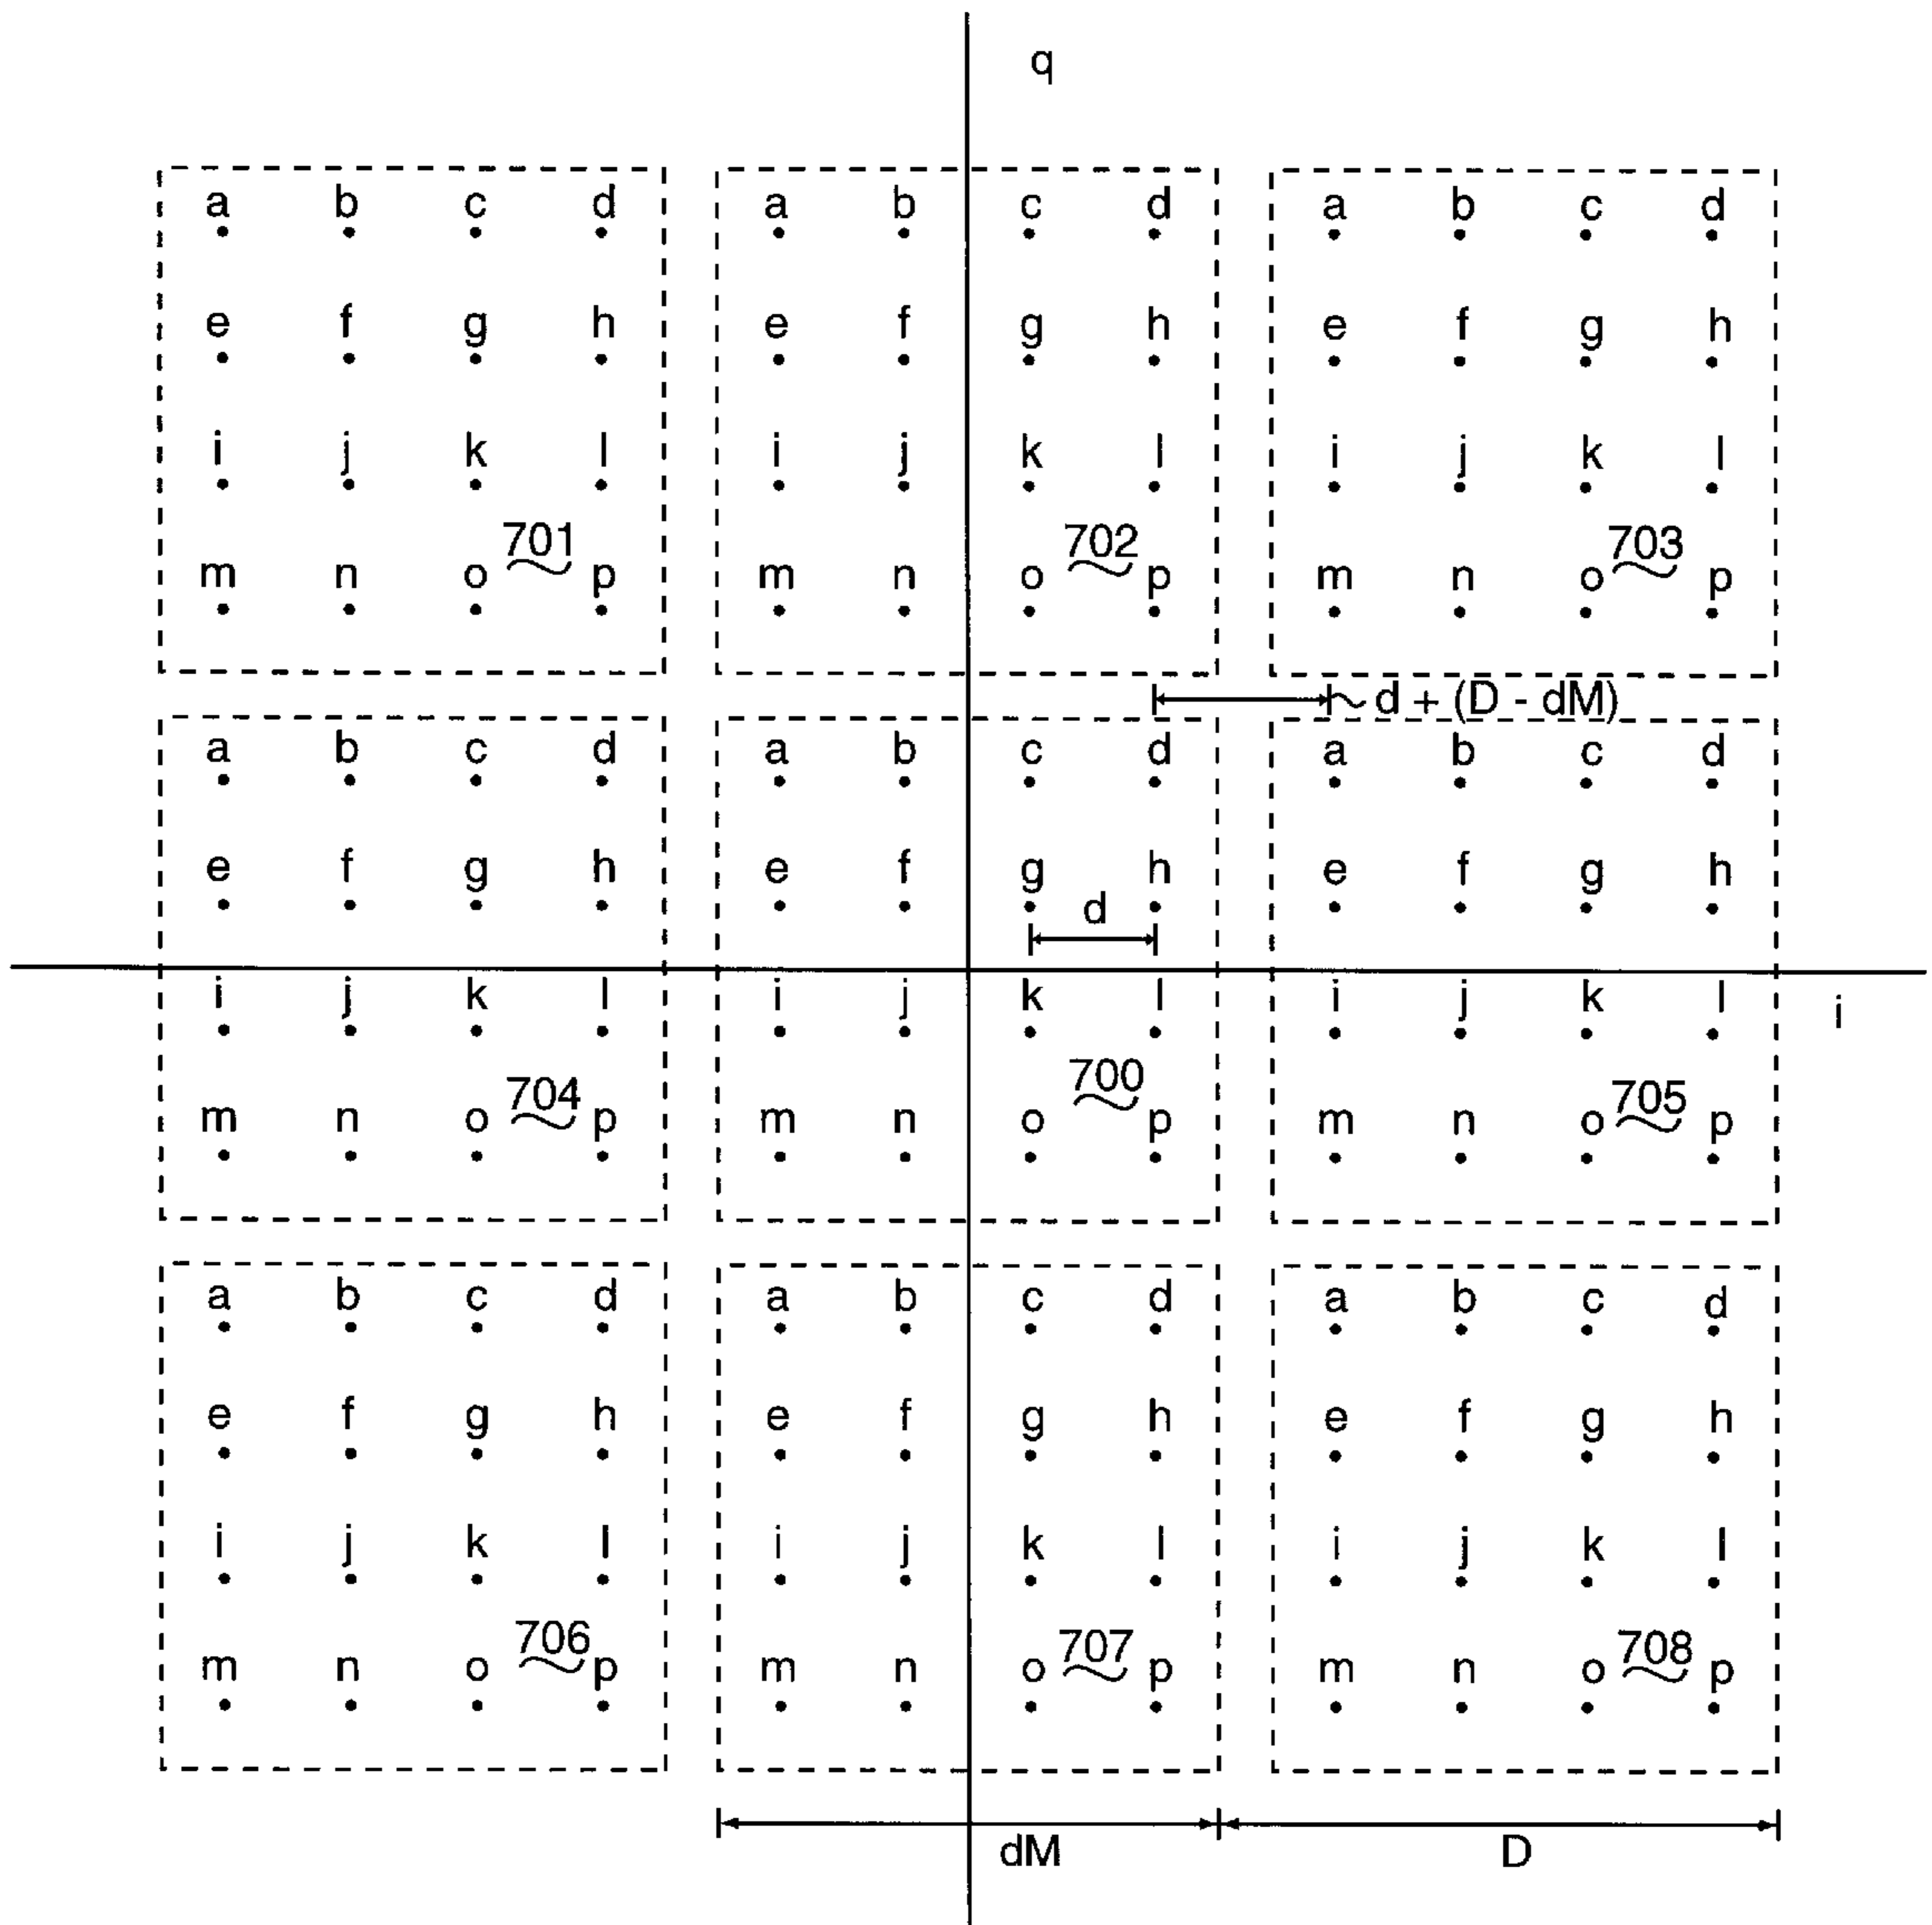 q
a b c d a b c d a b c d
e f g h e f g h e f g h
i j k l i j k l i j k l
701 702 703
m n o p m n o p m n o p
d + (D - dM)
a b c d a b c d a b c d
e f g h e f g h e f g h
d
i j k l i j k l i j k l
i
704 700 705
m n o p m n o p m n o p
a b c d a b c d a b c d
e f g h e f g h e f g h
i j k l i j k l i j k l
706 707 708
m n o p m n o p m n o p
dM D